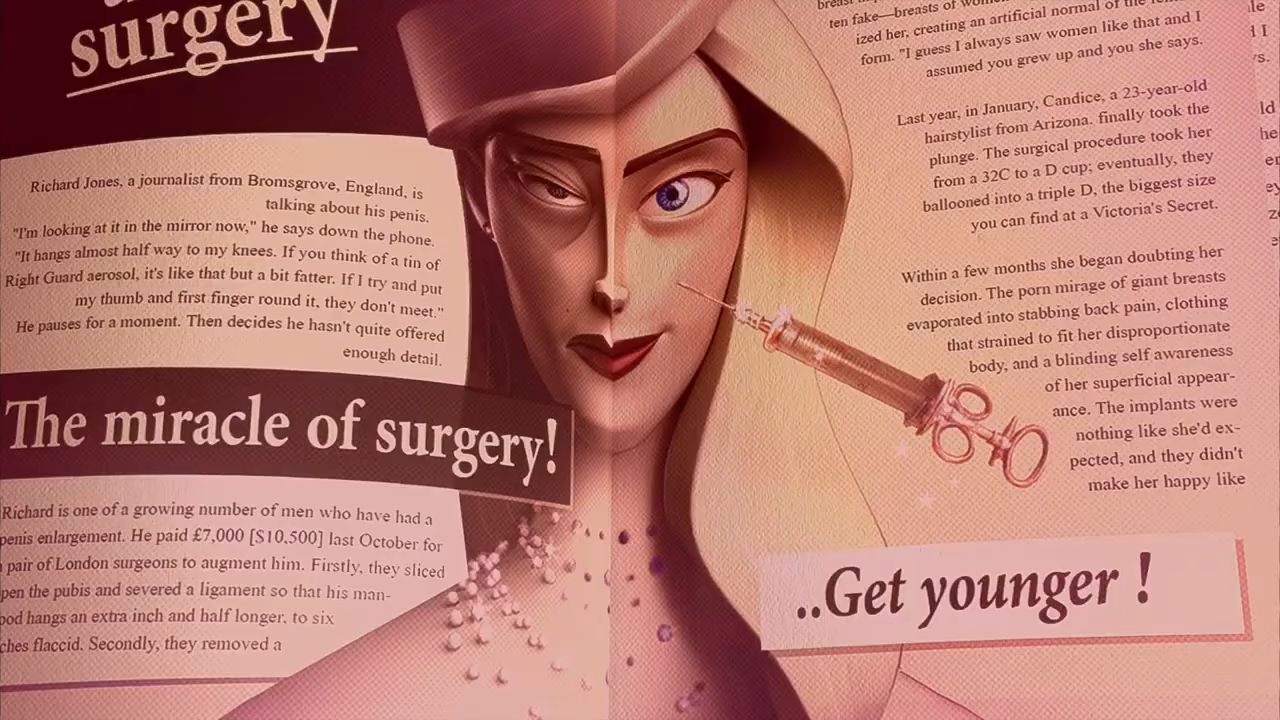 surgery
Richard Jones, a journalist from Bromsgrove, England, is
talking about his penis.
"I'm looking at it in the mirror now," he says down the phone.
"It hangs almost half way to my knees. If you think of a tin of
Right Guard aerosol, it's like that but a bit fatter. If I try and put
my thumb and first finger round it, they don't meet."
He pauses for a moment. Then decides he hasn't quite offered
enough detail.
The miracle of surgery!
Richard is one of a growing number of men who have had a
penis enlargement. He paid £7,000 [$10,500] last October for
pair of London surgeons to augment him. Firstly, they sliced
pen the pubis and severed a ligament so that his man-
ood hangs an extra inch and half longer, to six
ches flaccid. Secondly, they removed a
ten fake—breasts of
ized her, creating an artificial normal of the
form. "I guess I always saw women like that and I
assumed you grew up and you she says.
Last year, in January, Candice, a 23-year-old
hairstylist from Arizona. finally took the
plunge. The surgical procedure took her
from a 32C to a D cup; eventually, they
ballooned into a triple D, the biggest size
you can find at a Victoria's Secret.
Within a few months she began doubting her
decision. The porn mirage of giant breasts
evaporated into stabbing back pain, clothing
that strained to fit her disproportionate
body, and a blinding self awareness
of her superficial appear-
ance. The implants were
nothing like she'd ex-
pected, and they didn't
make her happy like
..Get younger !